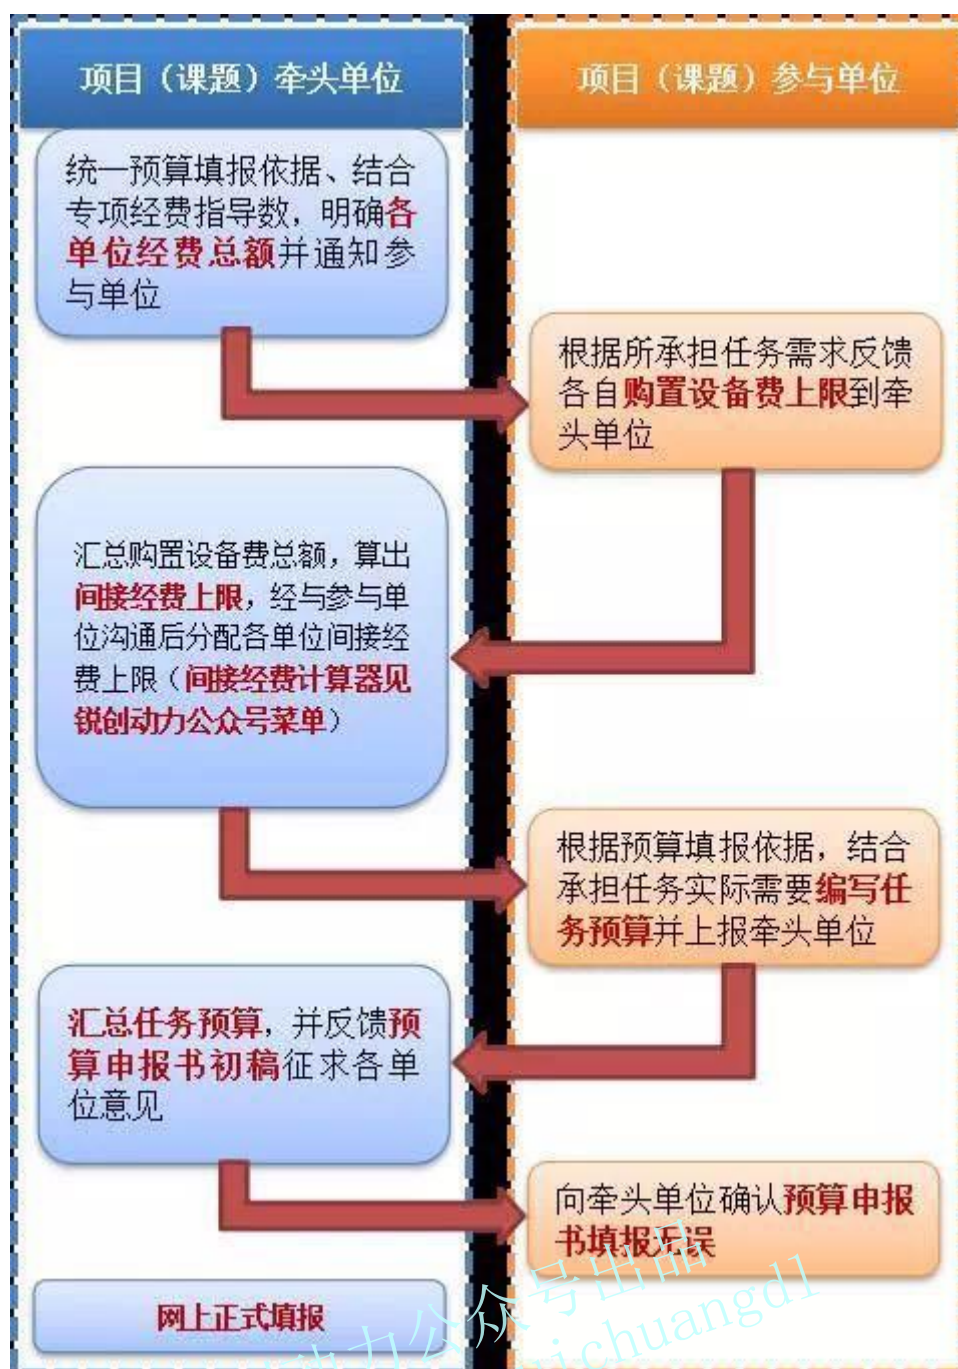 项目（课题）牵头单位
项目（课题）参与单位
统一预算填报依据、结合
专项经费指导数，明确各
单位经费总额并通知参
与单位
根据所承担任务需求反馈
各自购置设备费上限到牵
头单位
汇总购置设备费总额，算出
间接经费上限，经与参与单
位沟通后分配各单位间接经
费上限（间接经费计算器见
锐创动力公众号菜单）
根据预算填报依据，结合
承担任务实际需要编写任
务预算并上报牵头单位
汇总任务预算，并反馈预
算申报书初稿征求各单
位意见
向牵头单位确认预算申报
书填报无误
网上正式填报
力公众号出品
ichuangdl